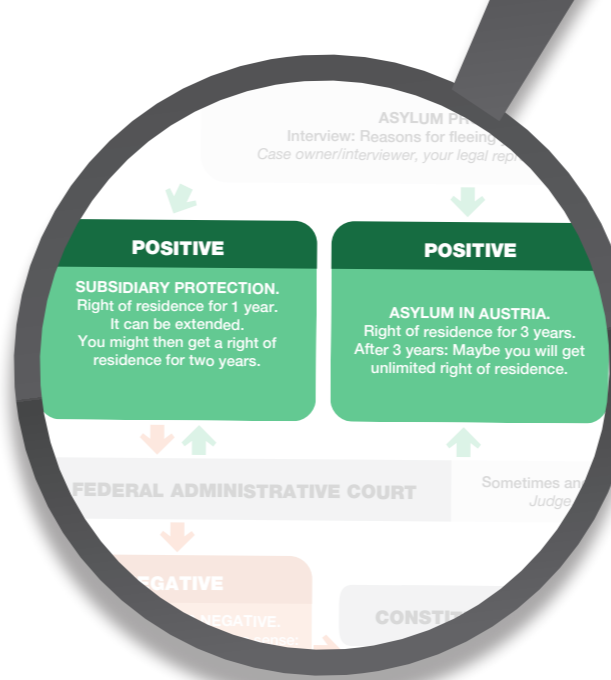 ASYLUM
Interview: Reasons for fleeing
Case owner/interviewer, your legal
POSITIVE
SUBSIDIARY PROTECTION.
Right of residence for 1 year.
It can be extended.
You might then get a right of
residence for two years.
POSITIVE
ASYLUM IN AUSTRIA.
Right of residence for 3 years.
After 3 years: Maybe you will get
unlimited right of residence.
FEDERAL ADMINISTRATIVE COURT
Sometimes
Judge
EGATIVE
NEGATIVE.
CONSTIT